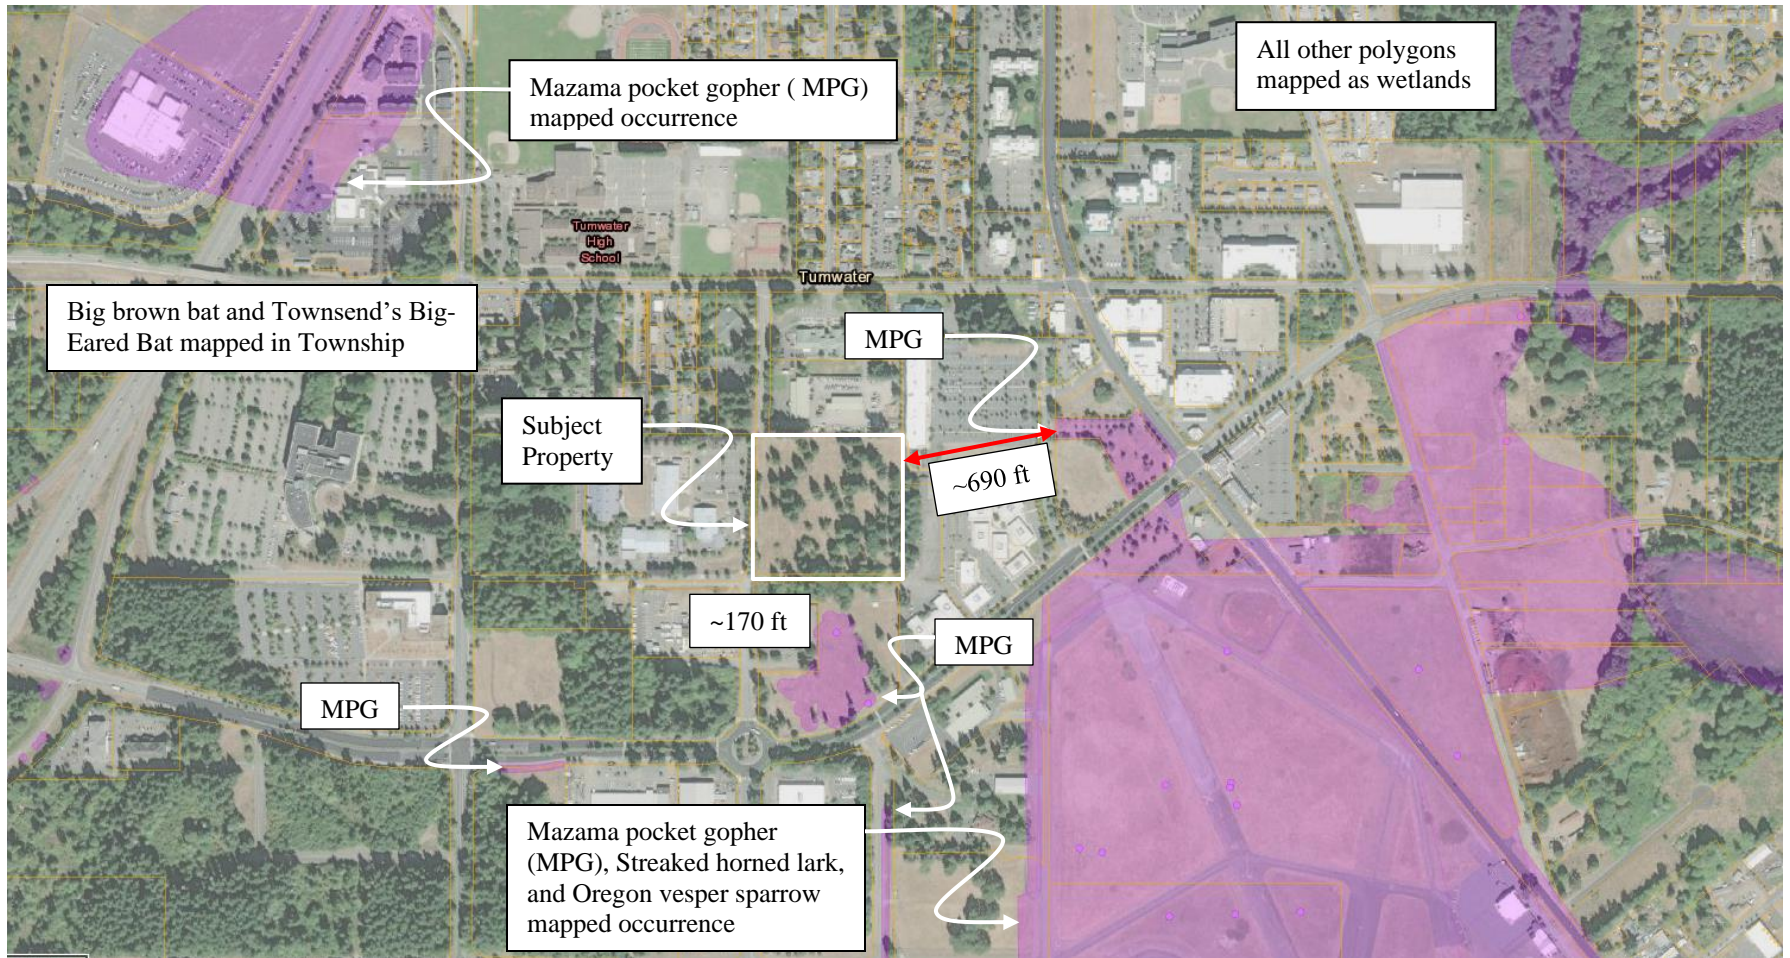 Mazama pocket gopher ( MPG)
mapped occurrence
All other polygons
mapped as wetlands
Tumwater
High
School
Tumwater
Big brown bat and Townsend’s Big-
Eared Bat mapped in Township
MPG
Subject
Property
~690 ft
~170 ft
MPG
MPG
Mazama pocket gopher
(MPG), Streaked horned lark,
and Oregon vesper sparrow
mapped occurrence